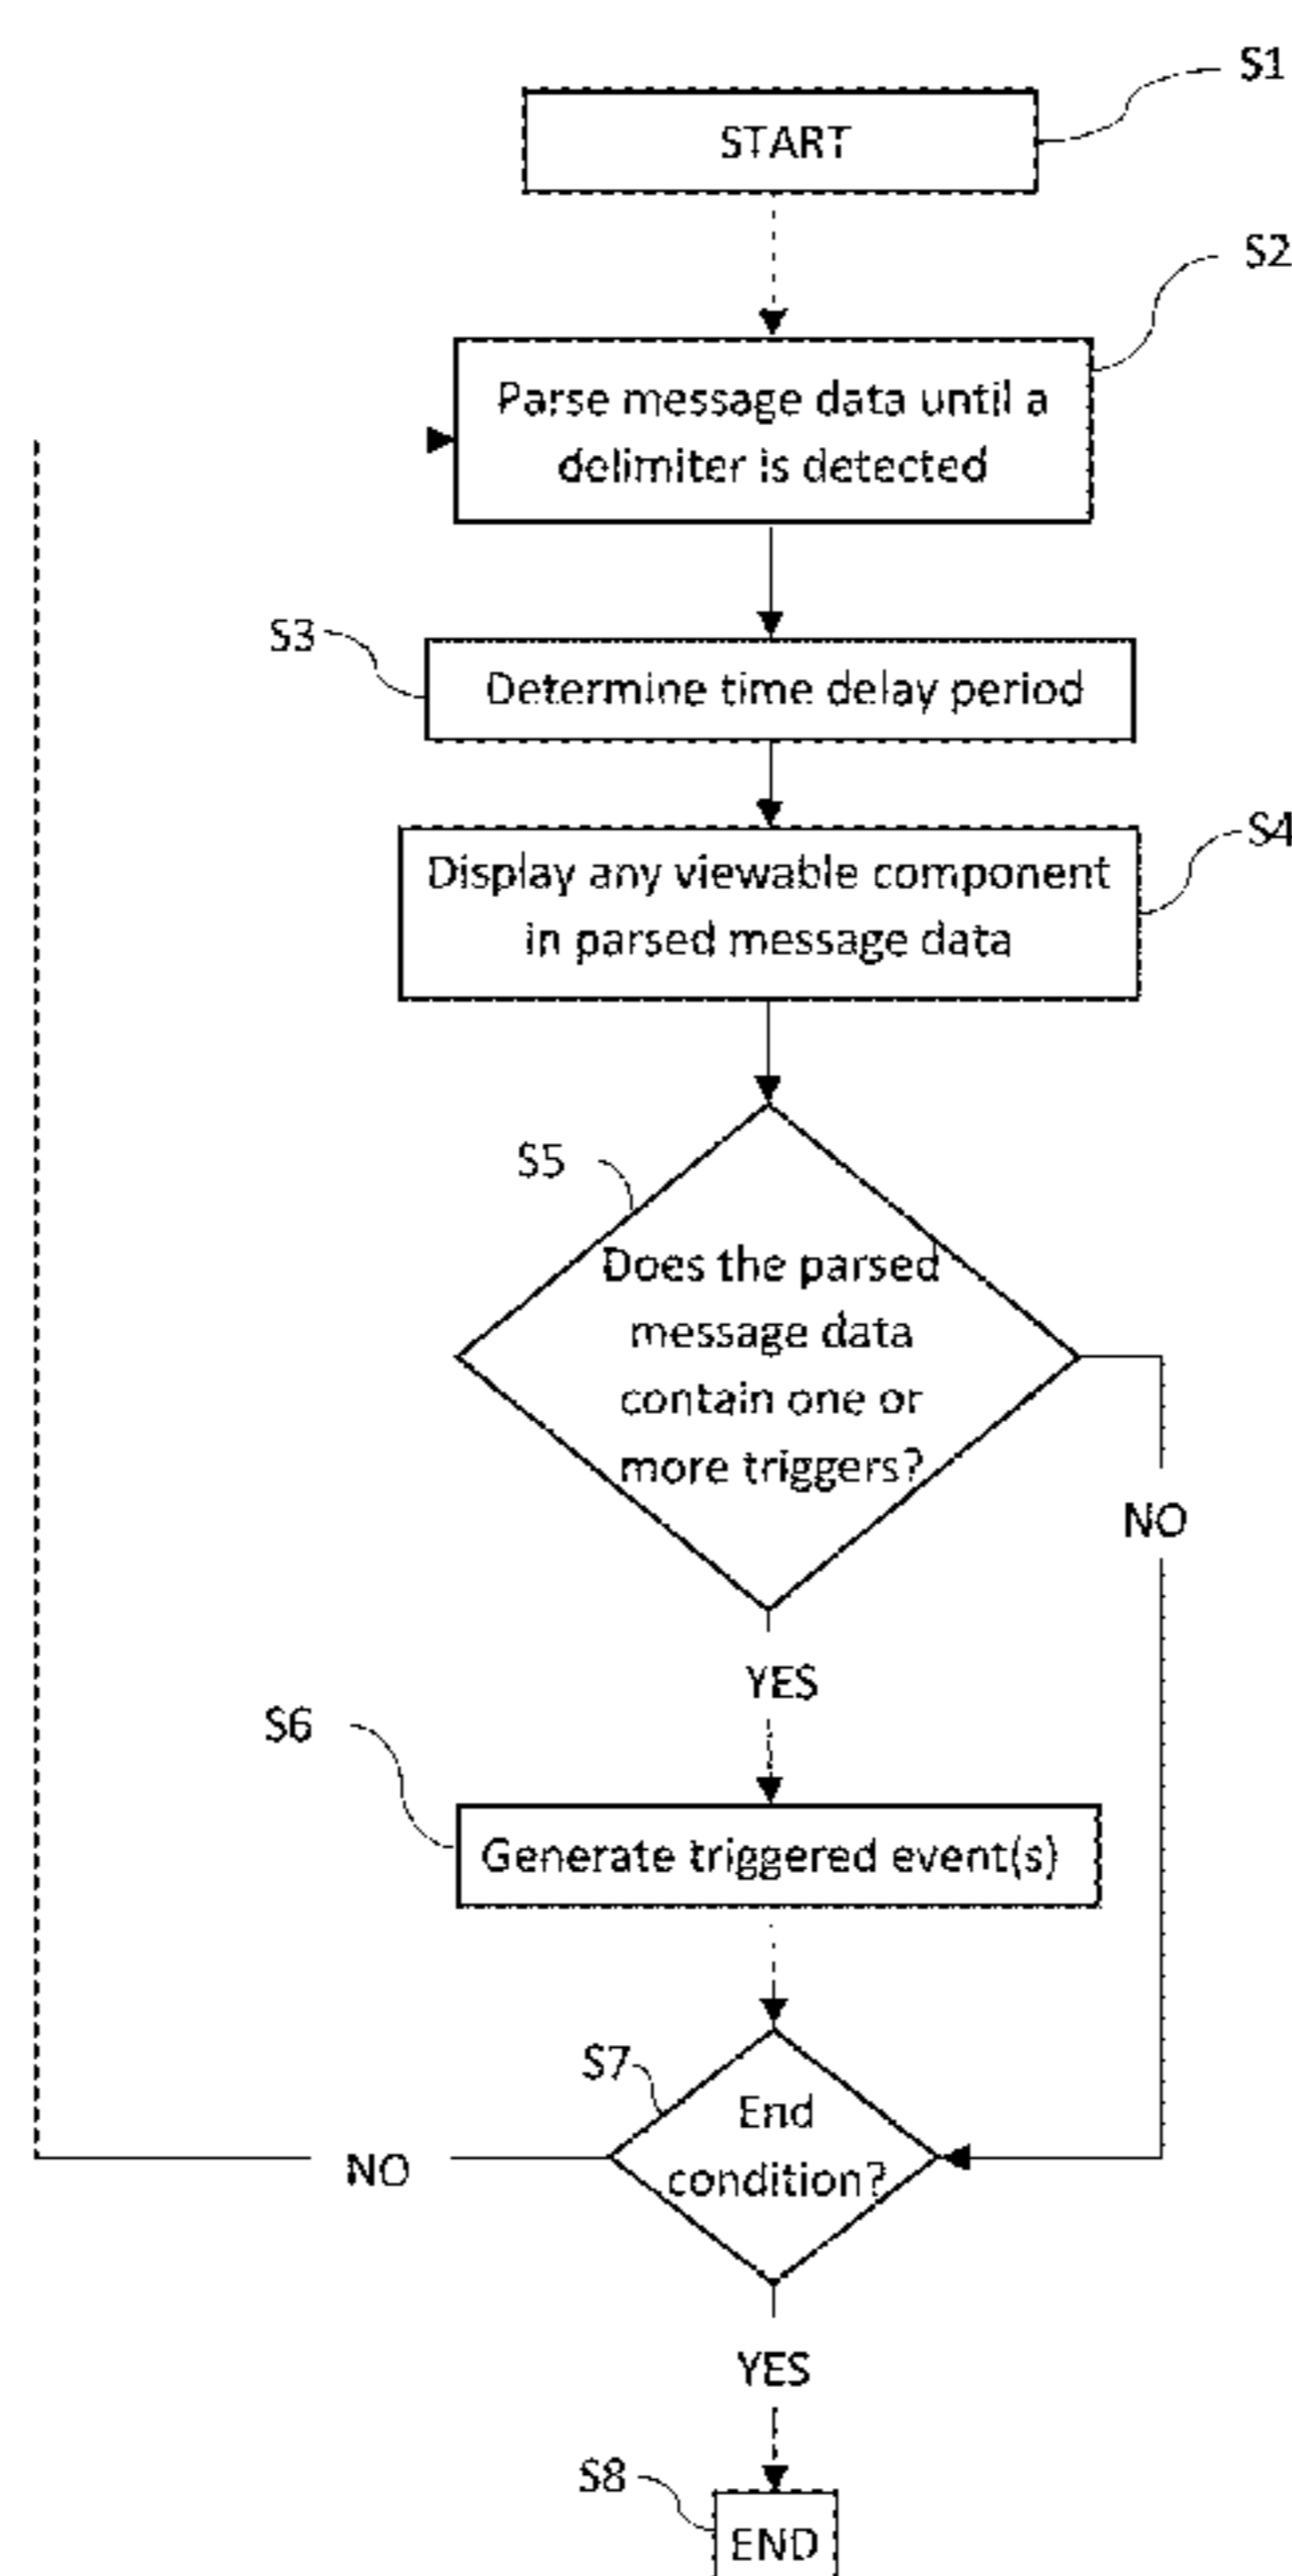 S1
START
S2
Parse message data until a
delimiter is detected
S3
Determine time delay period
S4
Display any viewable component
in parsed message data
S5
Does the parsed
message data
contain one or
more triggers?
NO
YES
S6
Generate triggered event(s)
S7
End
condition?
NO
YES
S8
END